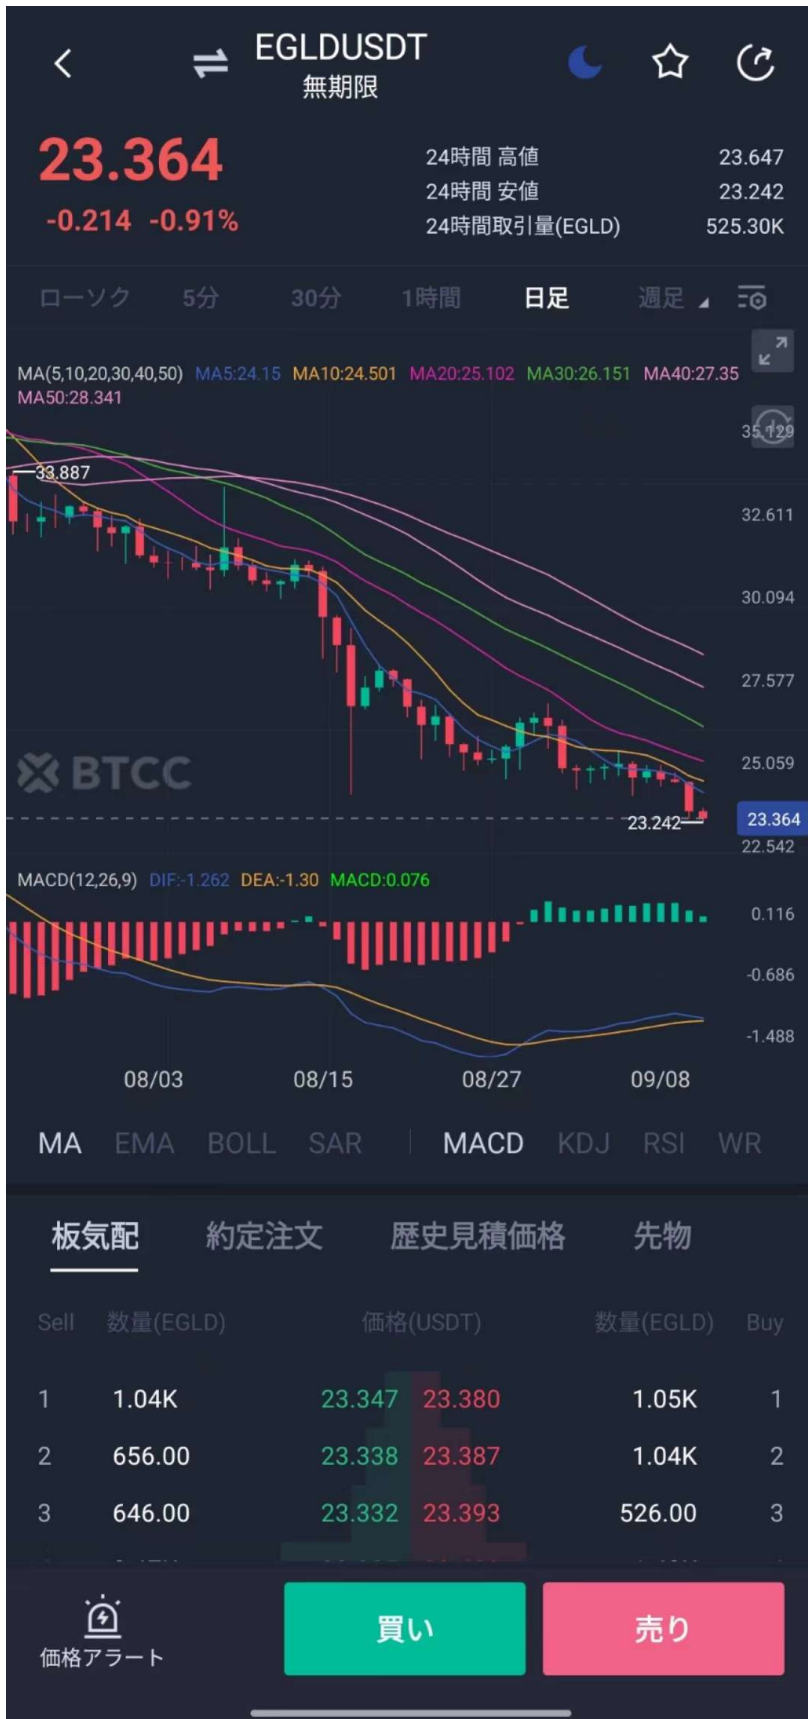 EGLDUSDT
無期限
23.364
-0.214 -0.91%
24時間 高値 23.647
24時間 安値 23.242
24時間取引量(EGLD) 525.30K
ローソク 5分 30分 1時間 日足 週足
MA(5,10,20,30,40,50) MA5:24.15 MA10:24.501 MA20:25.102 MA30:26.151 MA40:27.35
MA50:28.341
35.129
33.887
32.611
30.094
27.577
BTCC
25.059
23.242
23.364
22.542
MACD(12,26,9) DIF:-1.262 DEA:-1.30 MACD:0.076
0.116
-0.686
-1.488
08/03 08/15 08/27 09/08
MA EMA BOLL SAR MACD KDJ RSI WR
板気配 約定注文 歴史見積価格 先物
Sell 数量(EGLD) 価格(USDT) 数量(EGLD) Buy
1 1.04K 23.347 23.380 1.05K 1
2 656.00 23.338 23.387 1.04K 2
3 646.00 23.332 23.393 526.00 3
価格アラート
買い
売り